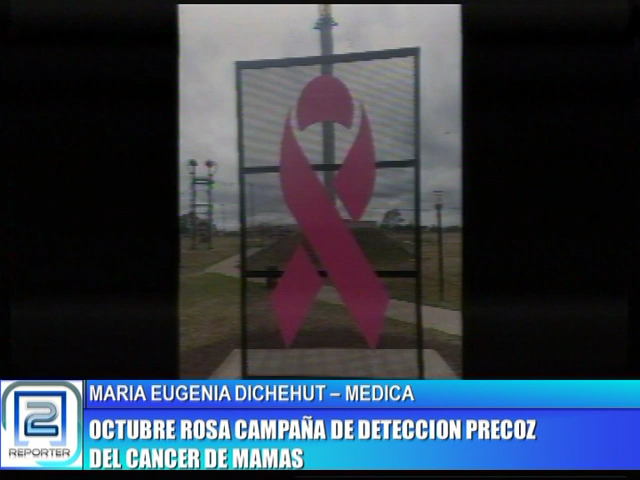 MARIA EUGENIA DICHEHUT – MEDICA
2
REPORTER
OCTUBRE ROSA CAMPAÑA DE DETECCION PRECOZ
DEL CANCER DE MAMAS